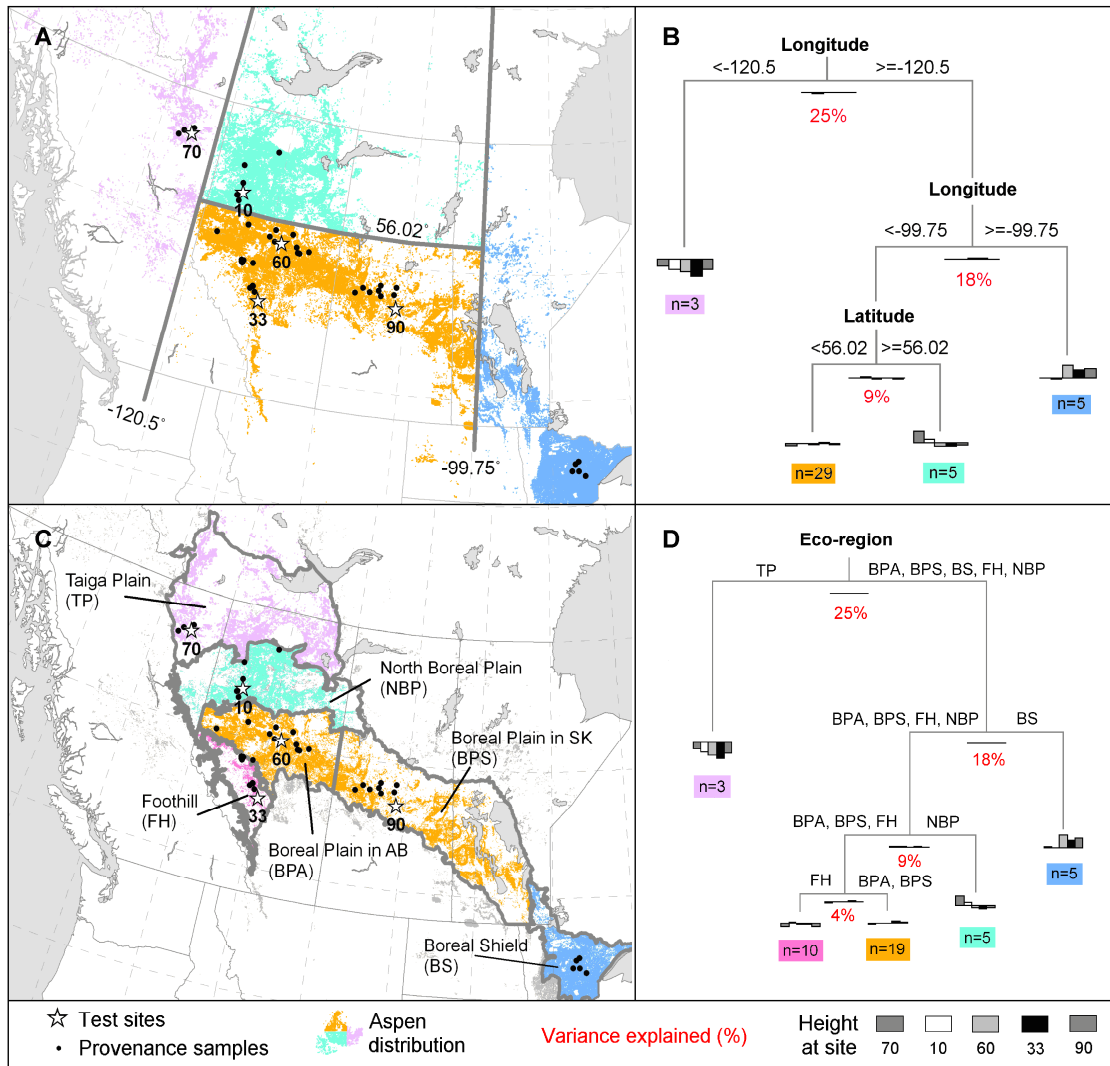 A
70
10
56.02°
60
33
90
-120.5°
-99.75°
B
Longitude
<-120.5
>=-120.5
25%
Longitude
<-99.75
>=-99.75
18%
n=3
Latitude
<56.02
>=56.02
9%
n=5
n=29
n=5
C
Taiga Plain
(TP)
70
North Boreal Plain
(NBP)
10
Boreal Plain in SK
(BPS)
60
Foothill
(FH)
33
90
Boreal Plain in AB
(BPA)
Boreal Shield
(BS)
D
Eco-region
TP
BPA, BPS, BS, FH, NBP
25%
BPA, BPS, FH, NBP
BS
18%
n=3
BPA, BPS, FH
NBP
9%
n=5
FH
BPA, BPS
4%
n=10
n=19
n=5
Test sites
Provenance samples
Aspen
distribution
Variance explained (%)
Height
at site
70 10 60 33 90